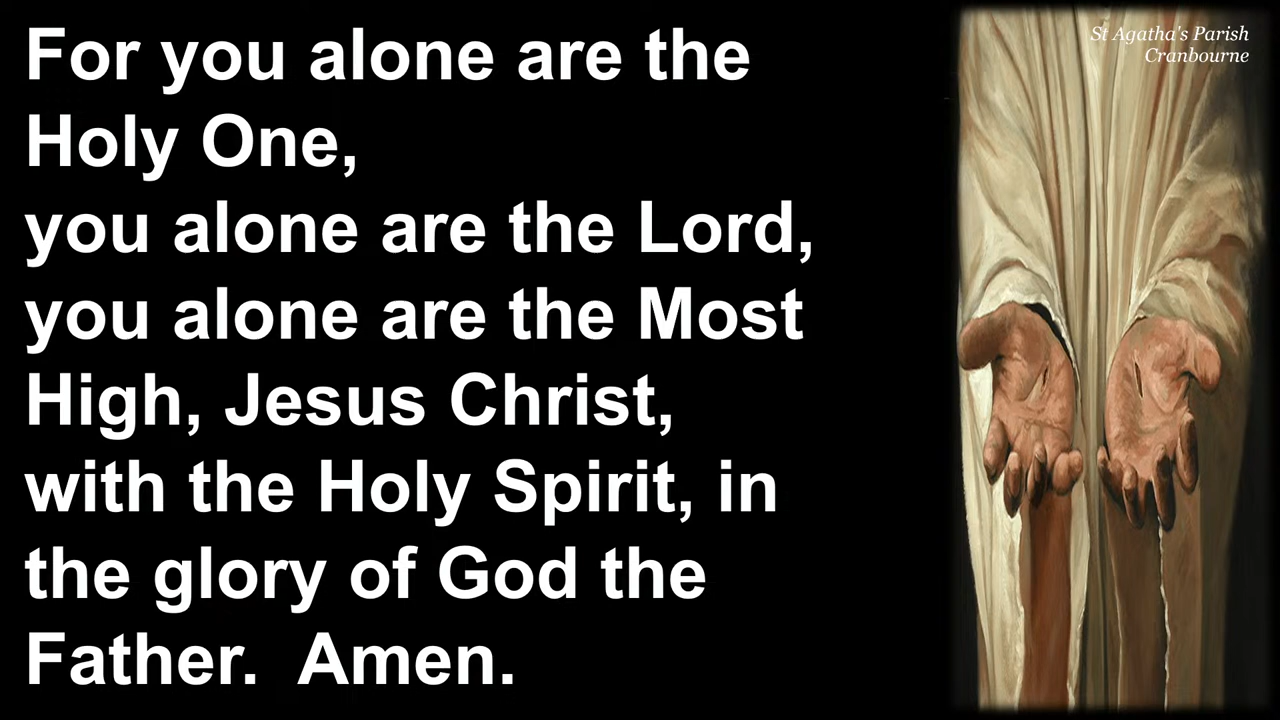 For you alone are the
Holy One,
you alone are the Lord,
you alone are the Most
High, Jesus Christ,
with the Holy Spirit, in
the glory of God the
Father.  Amen.
St Agatha's Parish
Cranbourne